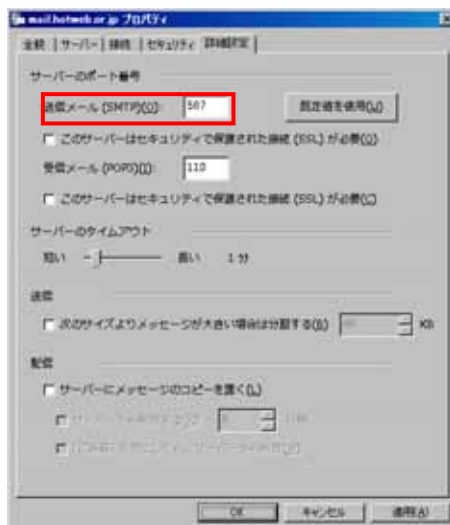 mail.hotweb.or.jp プロパティ
全般 サーバー 接続 セキュリティ 詳細設定
サーバーのポート番号
送信メール (SMTP)(O): 587 既定値を使用(U)
このサーバーはセキュリティで保護された接続 (SSL) が必要(Q)
受信メール (POP3)(I): 110
このサーバーはセキュリティで保護された接続 (SSL) が必要(C)
サーバーのタイムアウト
短い 長い 1 分
送信
次のサイズよりメッセージが大きい場合は分割する(B) KB
配信
サーバーにメッセージのコピーを置く(L)
OK キャンセル 適用(A)